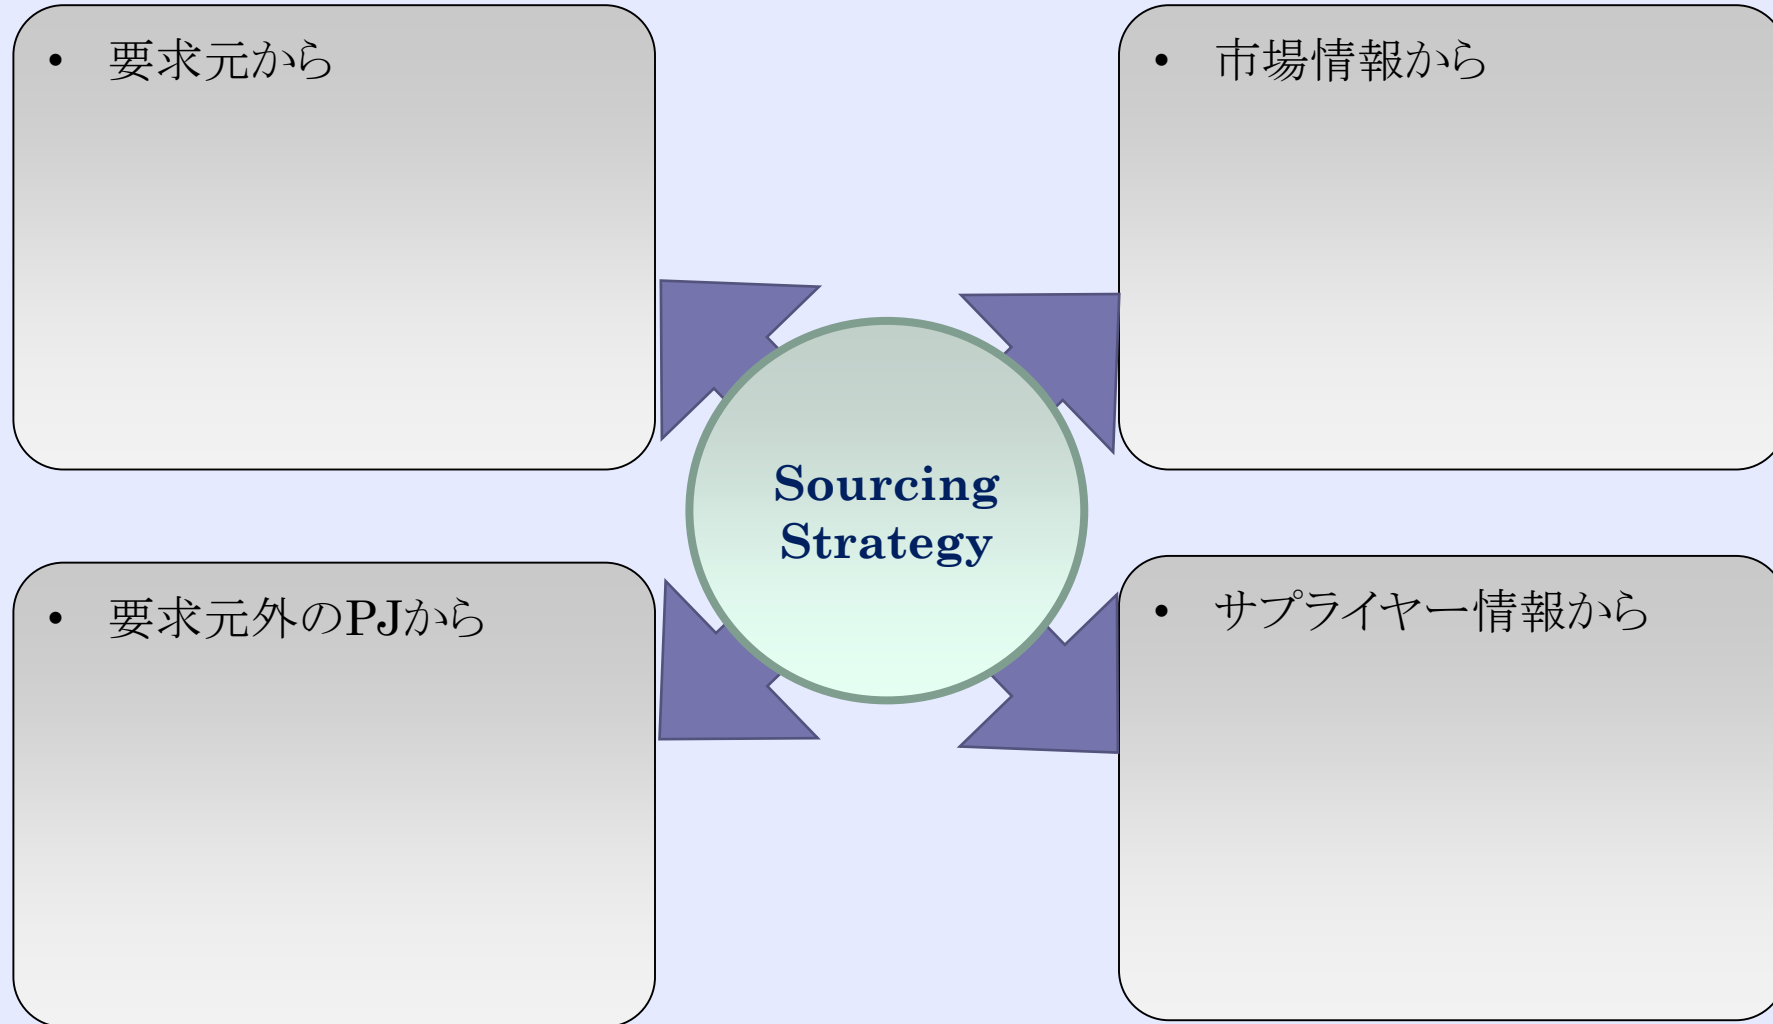 • 要求元から
• 市場情報から
Sourcing
Strategy
• 要求元外のPJから
• サプライヤー情報から